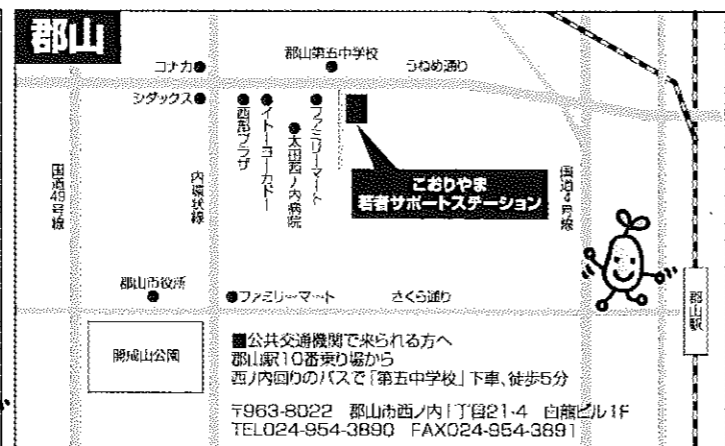 郡山
コナカ
郡山第五中学校
うねめ通り
シダックス
西部プラザ
イトーヨーカドー
太田西ノ内病院
ファミリーマート
国道49号線
内環状線
こおりやま
若者サポートステーション
国道4号線
郡山市役所
ファミリーマート
さくら通り
郡山駅
開成山公園
■公共交通機関で来られる方へ
郡山駅10番乗り場から
西ノ内回りのバスで「第五中学校」下車、徒歩5分
〒963-8022 郡山市西ノ内1丁目21-4 白龍ビル1F
TEL024-954-3890 FAX024-954-3891